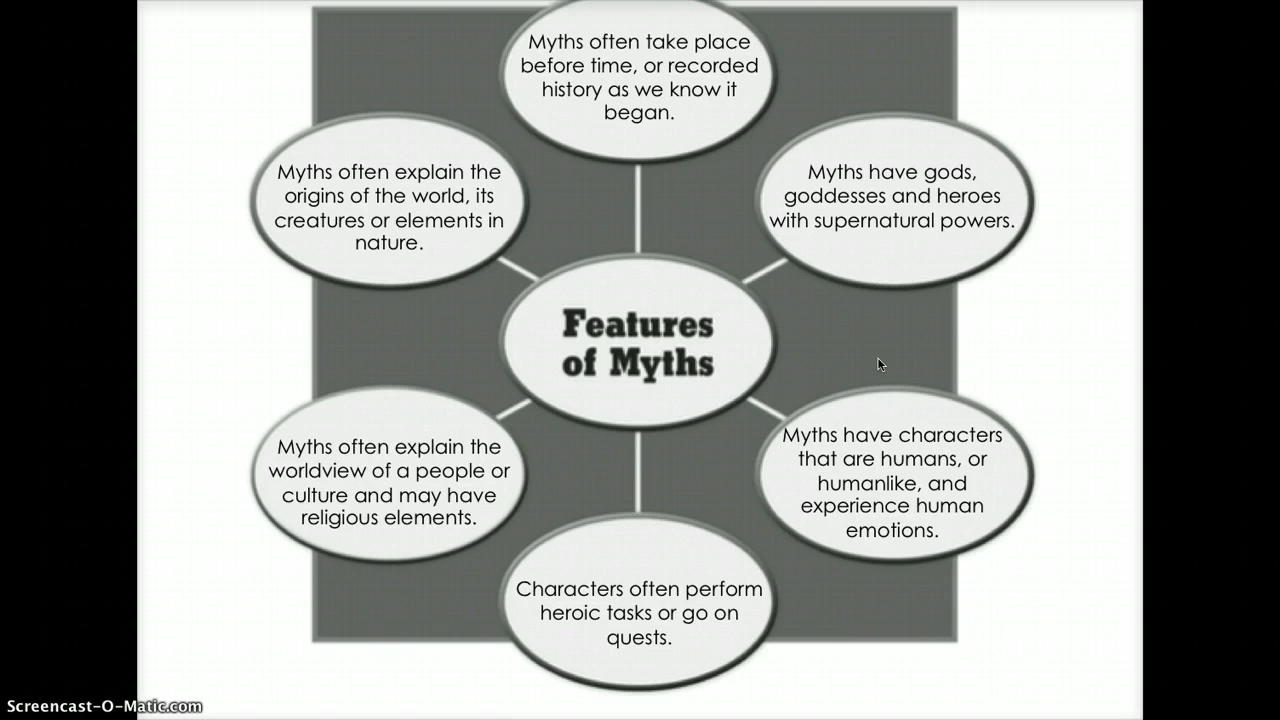 Myths often take place
before time, or recorded
history as we know it
began.
Myths often explain the
origins of the world, its
creatures or elements in
nature.
Myths have gods,
goddesses and heroes
with supernatural powers.
Features
of Myths
Myths often explain the
worldview of a people or
culture and may have
religious elements.
Myths have characters
that are humans, or
humanlike, and
experience human
emotions.
Characters often perform
heroic tasks or go on
quests.
Screencast-O-Matic.com